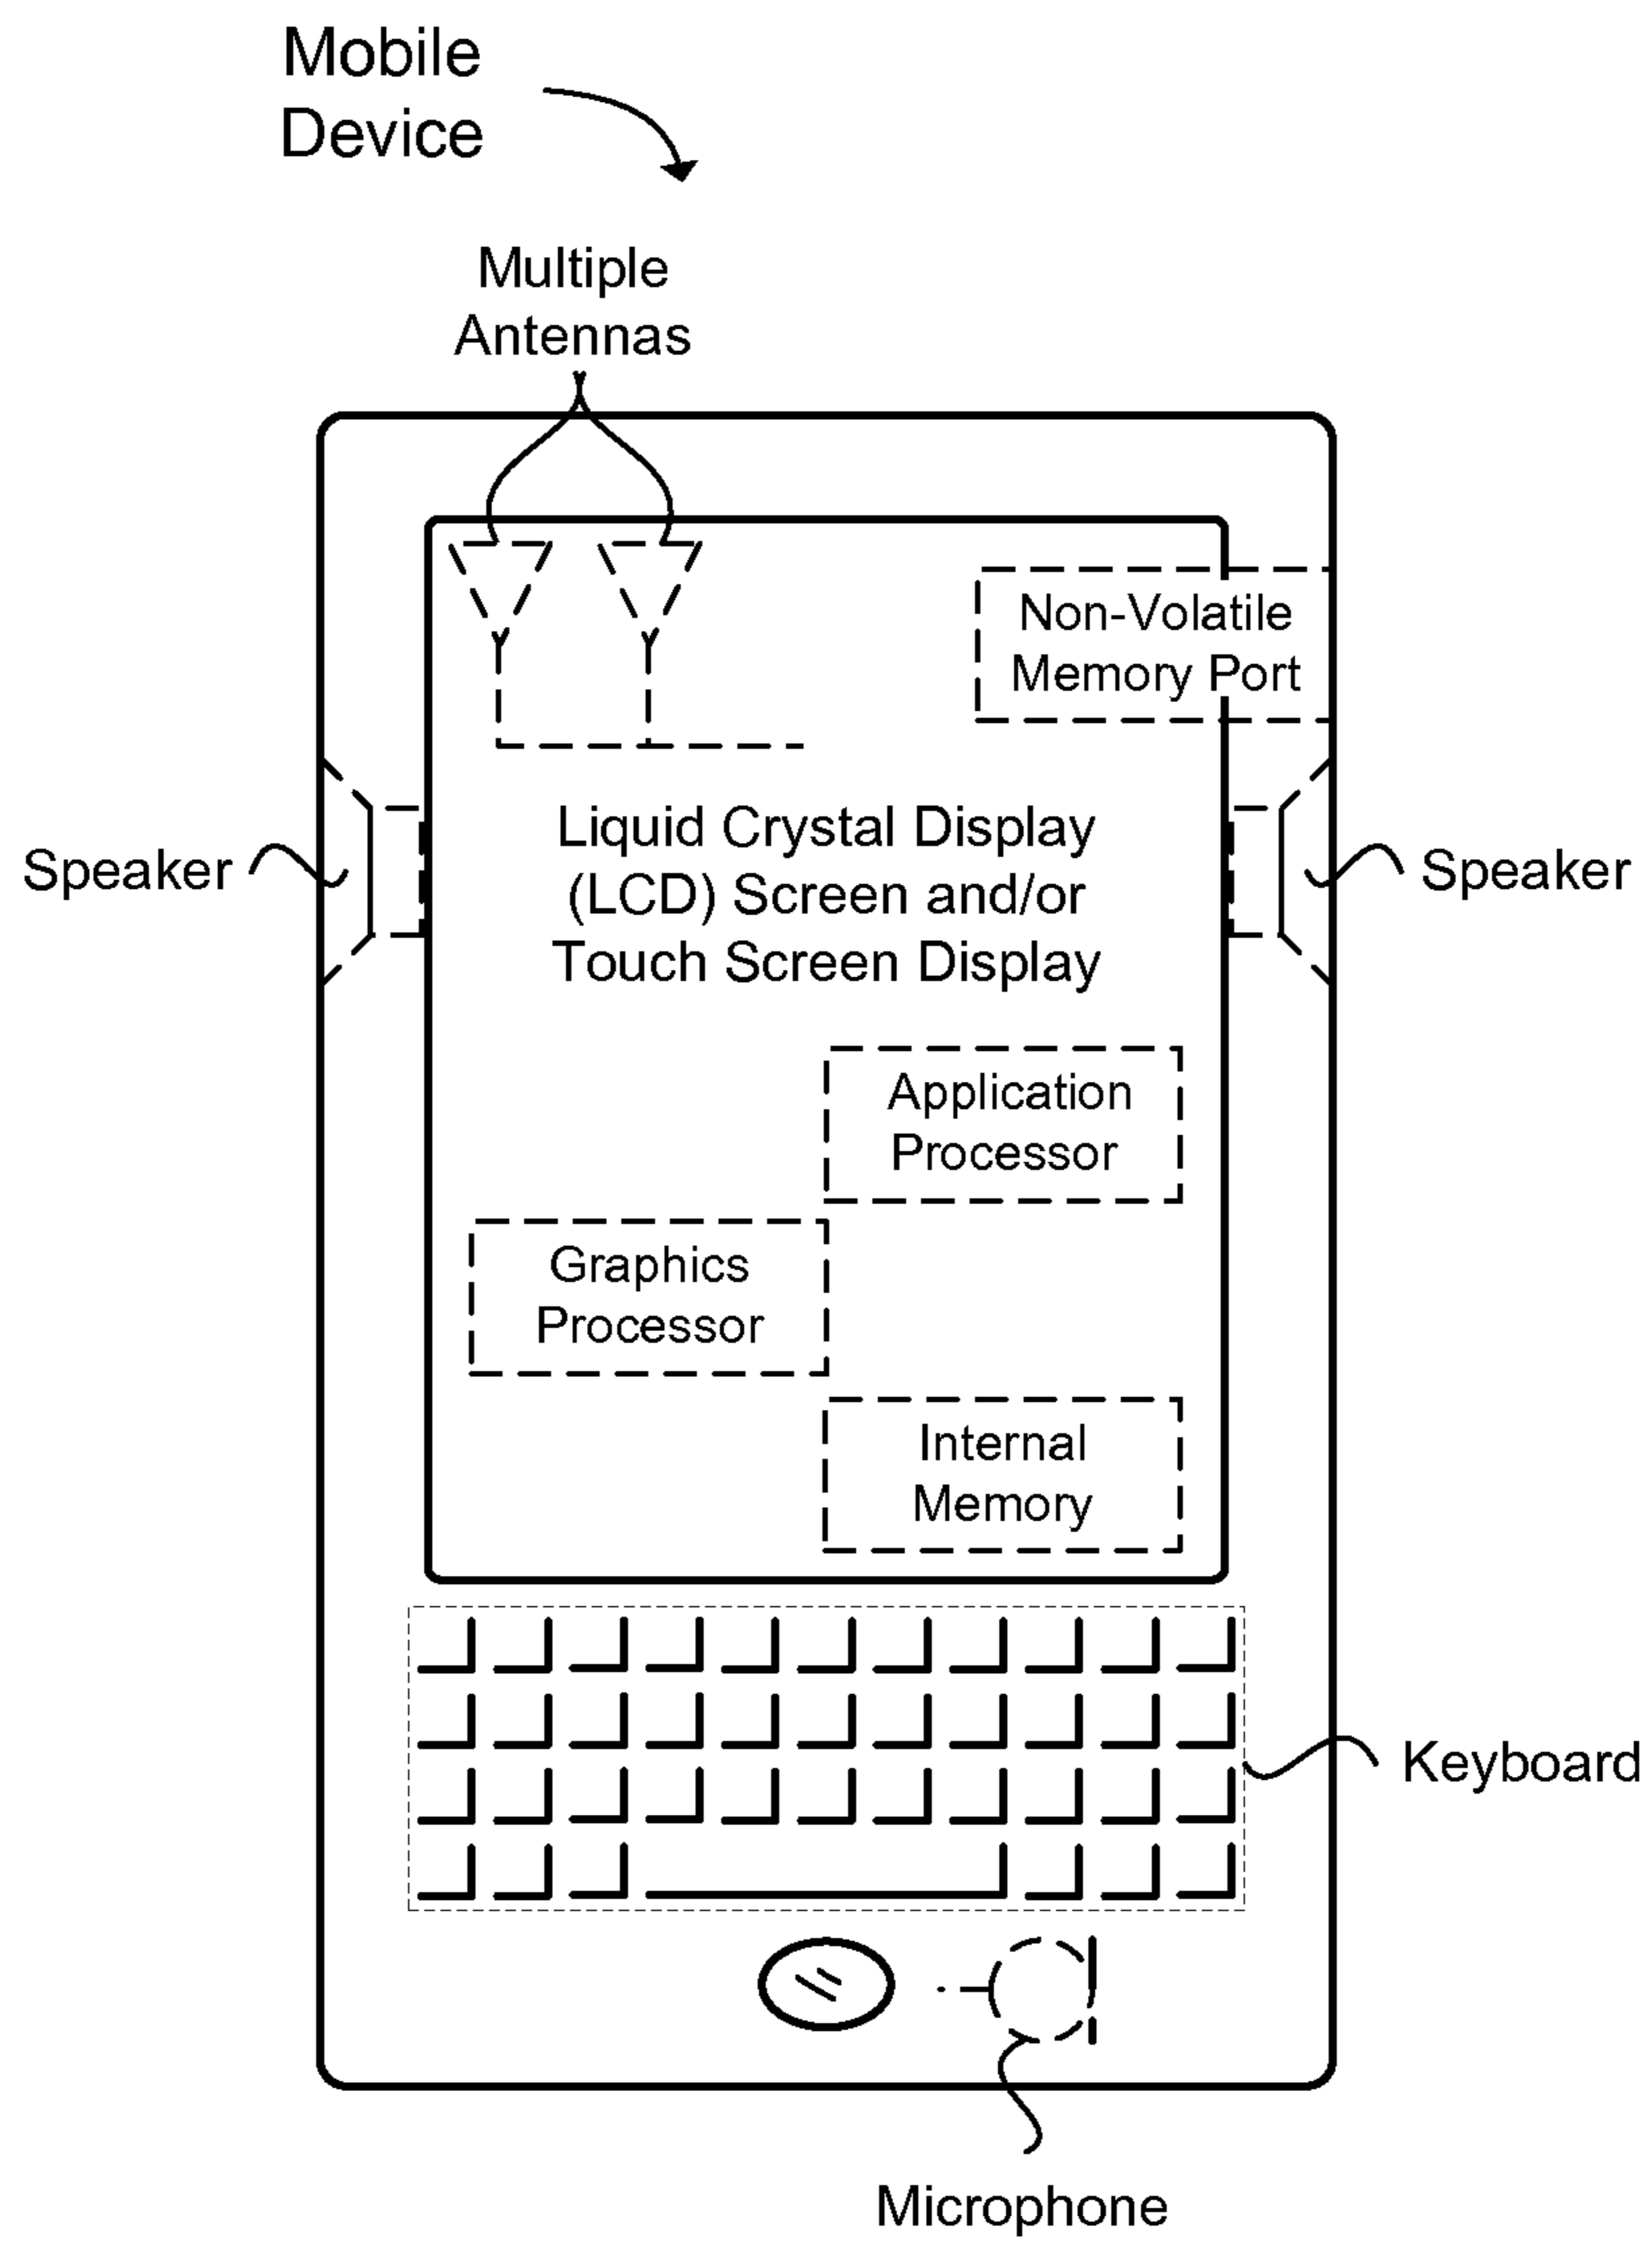 Mobile
Device
Multiple
Antennas
Non-Volatile
Memory Port
Liquid Crystal Display
(LCD) Screen and/or
Touch Screen Display
Speaker
Speaker
Application
Processor
Graphics
Processor
Internal
Memory
Keyboard
Microphone